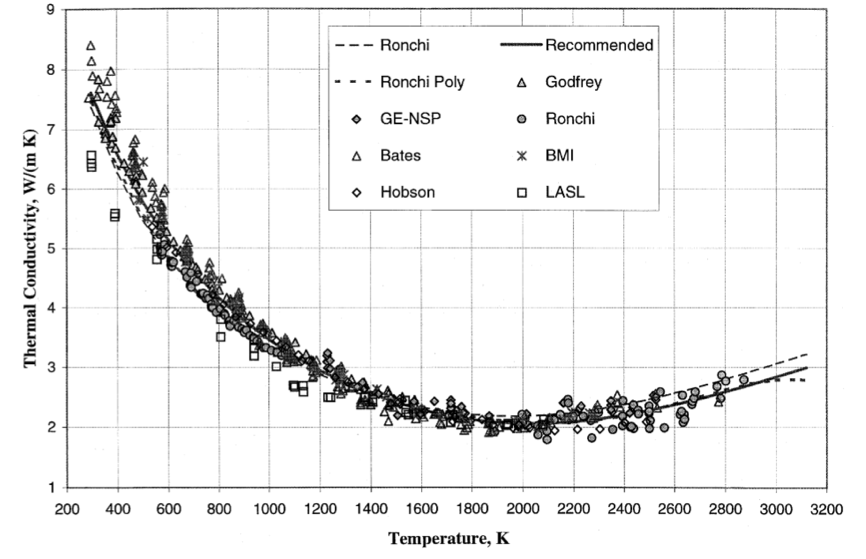 9
8
7
6
5
4
3
2
1
Thermal Conductivity, W/(m K)
Ronchi
Recommended
Ronchi Poly
Godfrey
GE-NSP
Ronchi
Bates
BMI
Hobson
LASL
200 400 600 800 1000 1200 1400 1600 1800 2000 2200 2400 2600 2800 3000 3200
Temperature, K